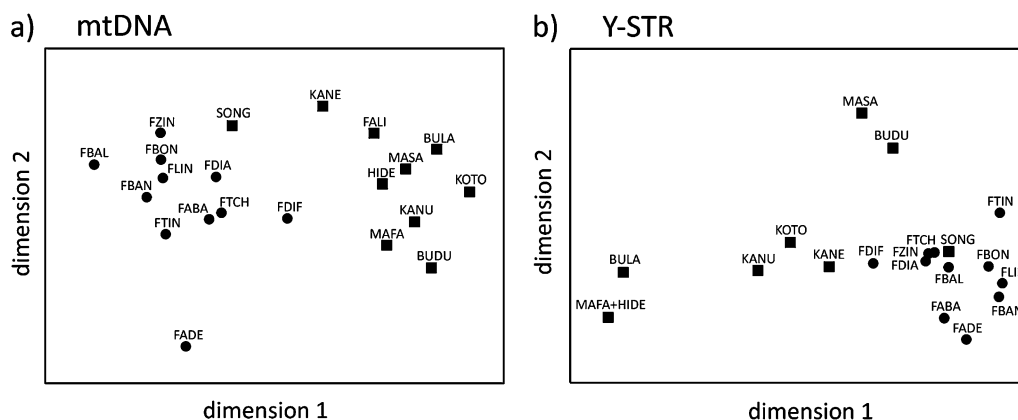 a) mtDNA
KANE
SONG
FZIN
FALI
FBON
BULA
FBAL
FLIN
FDIA
MASA
HIDE
KOTO
FBAN
FABA
FTCH
FDIF
KANU
FTIN
MAFA
BUDU
FADE
dimension 2
dimension 1
b) Y-STR
MASA
BUDU
FTIN
KOTO
FTCH SONG
BULA
KANU
KANE
FDIF
FZIN
FDIA
FBON
FBAL
FLI
MAFA+HIDE
FABA
FBAN
FADE
dimension 2
dimension 1